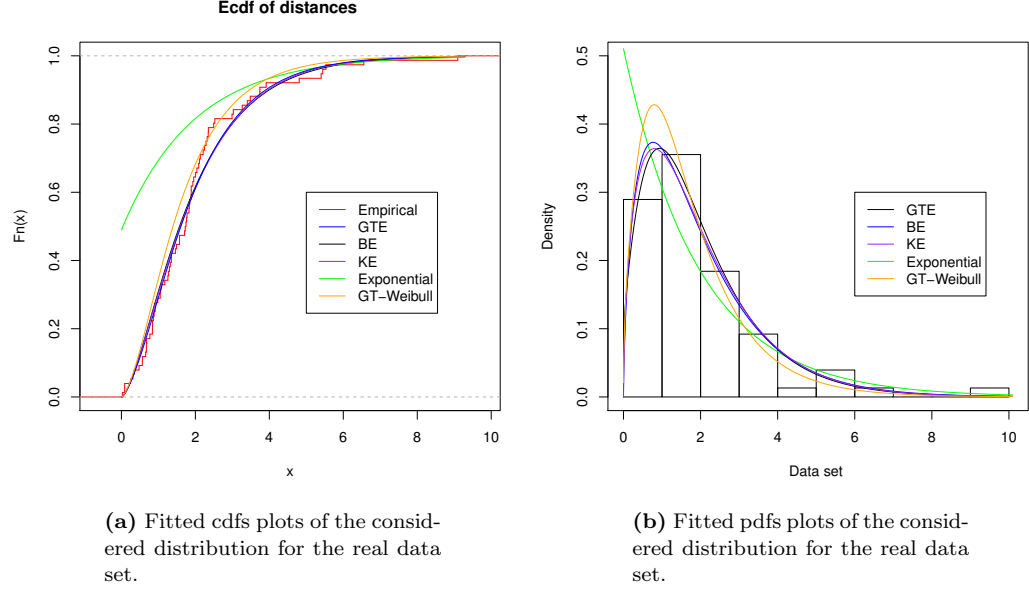 Ecdf of distances
Fn(x)
1.0
0.8
0.6
0.4
0.2
0.0
Empirical
GTE
BE
KE
Exponential
GT−Weibull
0 2 4 6 8 10
x
Density
0.5
0.4
0.3
0.2
0.1
0.0
GTE
BE
KE
Exponential
GT−Weibull
0 2 4 6 8 10
Data set
(a) Fitted cdfs plots of the consid-
ered distribution for the real data
set.
(b) Fitted pdfs plots of the consid-
ered distribution for the real data
set.